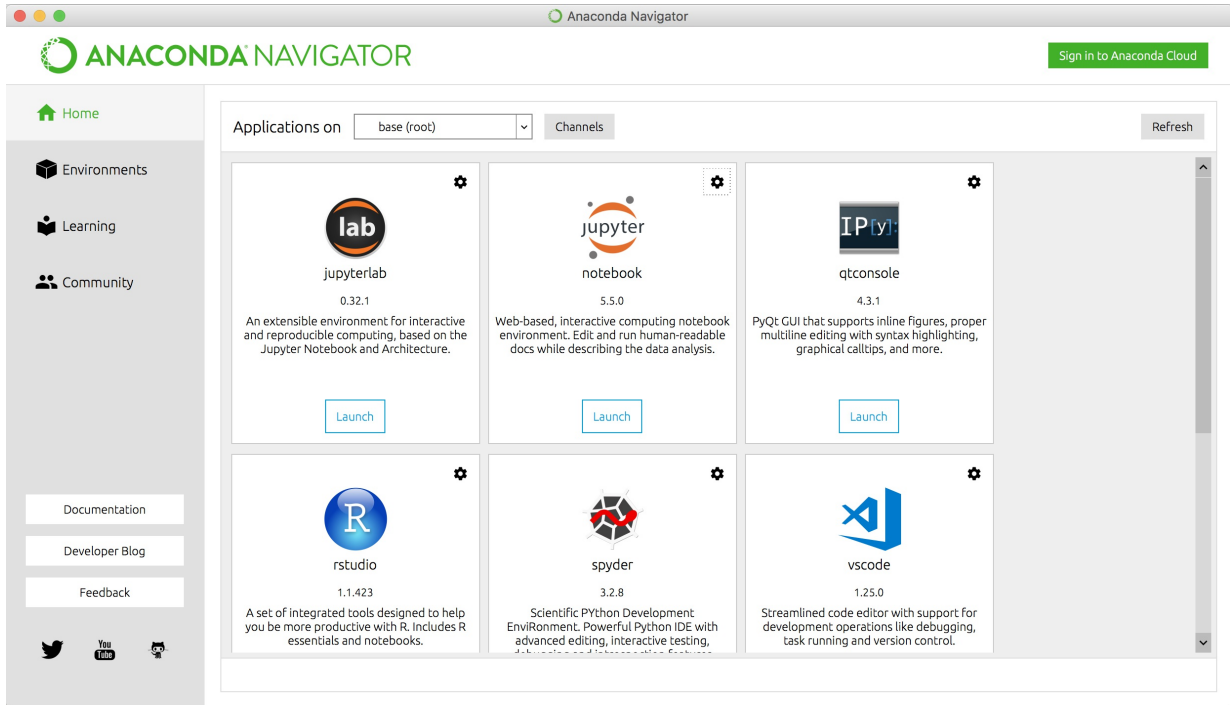 Anaconda Navigator
ANACONDA NAVIGATOR
Sign in to Anaconda Cloud
Home
Environments
Learning
Community
Documentation
Developer Blog
Feedback
You
Tube
Applications on
base (root)
Channels
Refresh
lab
jupyterlab
0.32.1
An extensible environment for interactive
and reproducible computing, based on the
Jupyter Notebook and Architecture.
Launch
jupyter
notebook
5.5.0
Web-based, interactive computing notebook
environment. Edit and run human-readable
docs while describing the data analysis.
Launch
IP[y]:
qtconsole
4.3.1
PyQt GUI that supports inline figures, proper
multiline editing with syntax highlighting,
graphical calltips, and more.
Launch
R
rstudio
1.1.423
A set of integrated tools designed to help
you be more productive with R. Includes R
essentials and notebooks.
spyder
3.2.8
Scientific PYthon Development
EnviRonment. Powerful Python IDE with
advanced editing, interactive testing,
vscode
1.25.0
Streamlined code editor with support for
development operations like debugging,
task running and version control.